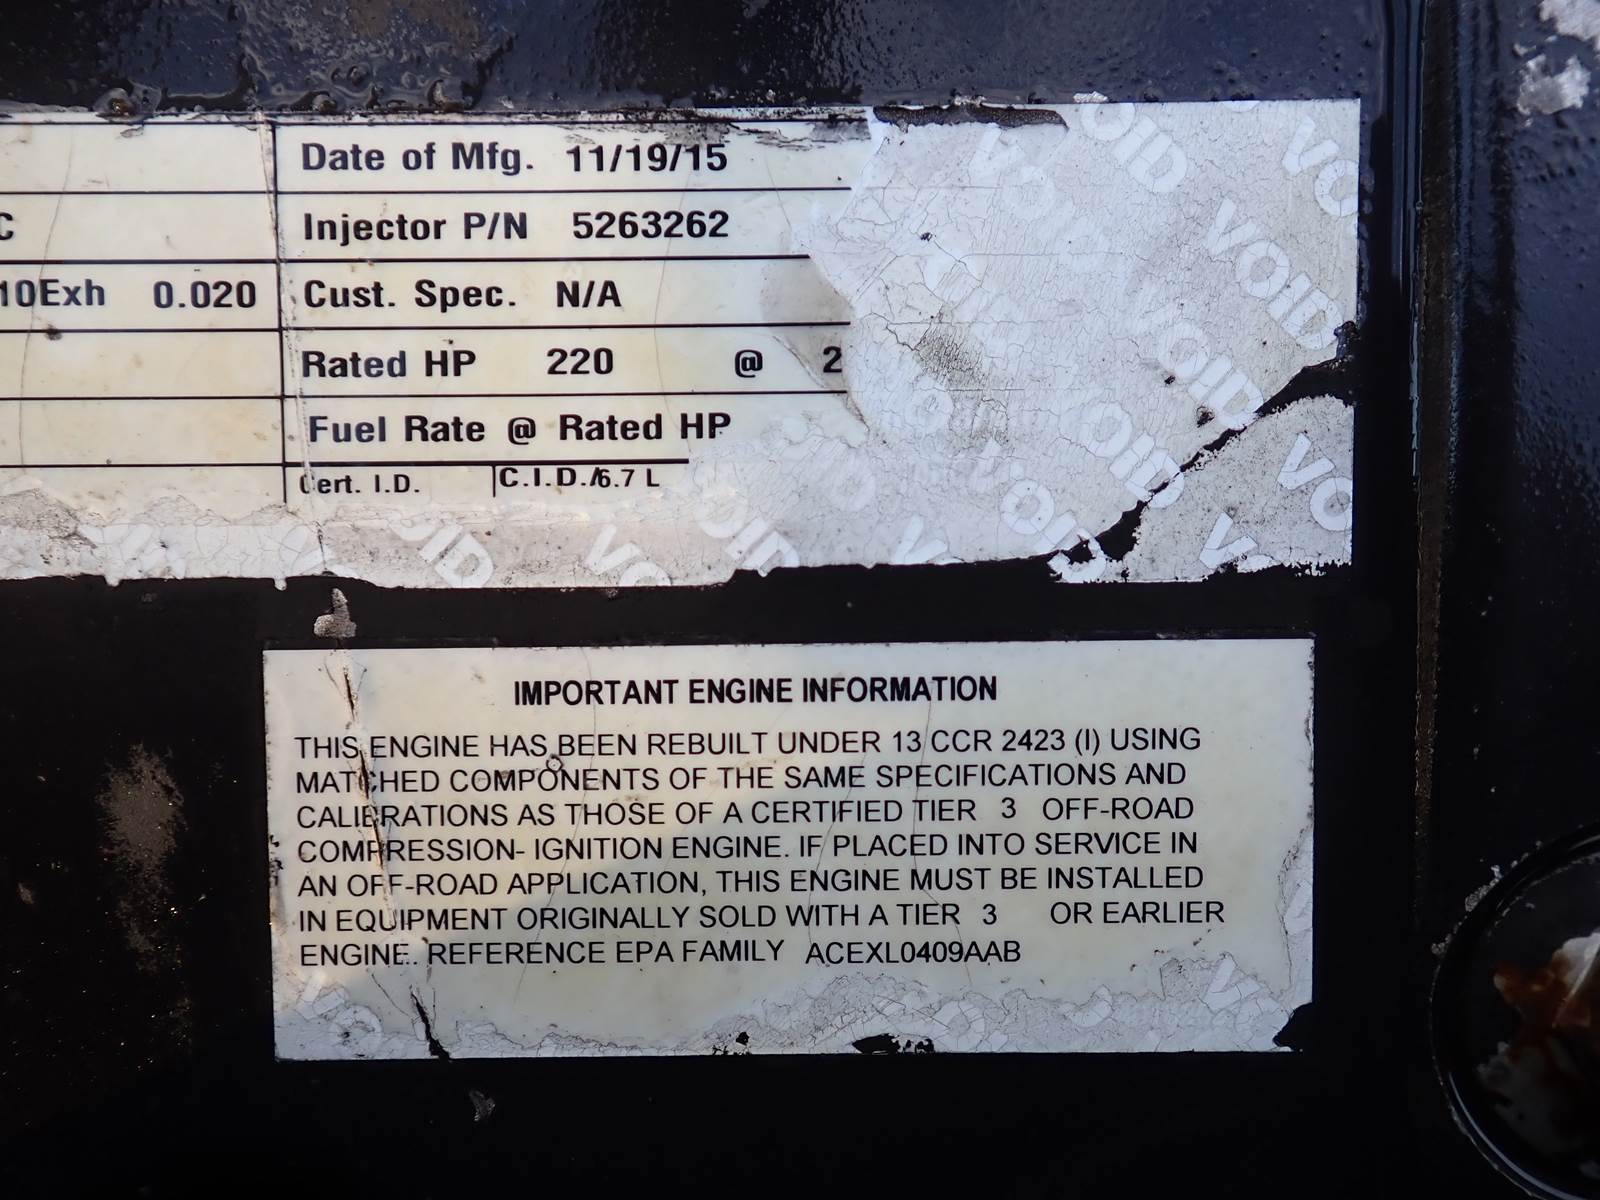 Date of Mfg. 11/19/15
C
Injector P/N 5263262
10Exh 0.020
Cust. Spec. N/A
Rated HP 220 @ 2
Fuel Rate @ Rated HP
Cert. I.D.
C.I.D./6.7 L
VOID VOID VOID VOID
IMPORTANT ENGINE INFORMATION
THIS ENGINE HAS BEEN REBUILT UNDER 13 CCR 2423 (I) USING
MATCHED COMPONENTS OF THE SAME SPECIFICATIONS AND
CALIBRATIONS AS THOSE OF A CERTIFIED TIER 3 OFF-ROAD
COMPRESSION- IGNITION ENGINE. IF PLACED INTO SERVICE IN
AN OFF-ROAD APPLICATION, THIS ENGINE MUST BE INSTALLED
IN EQUIPMENT ORIGINALLY SOLD WITH A TIER 3 OR EARLIER
ENGINE. REFERENCE EPA FAMILY ACEXL0409AAB